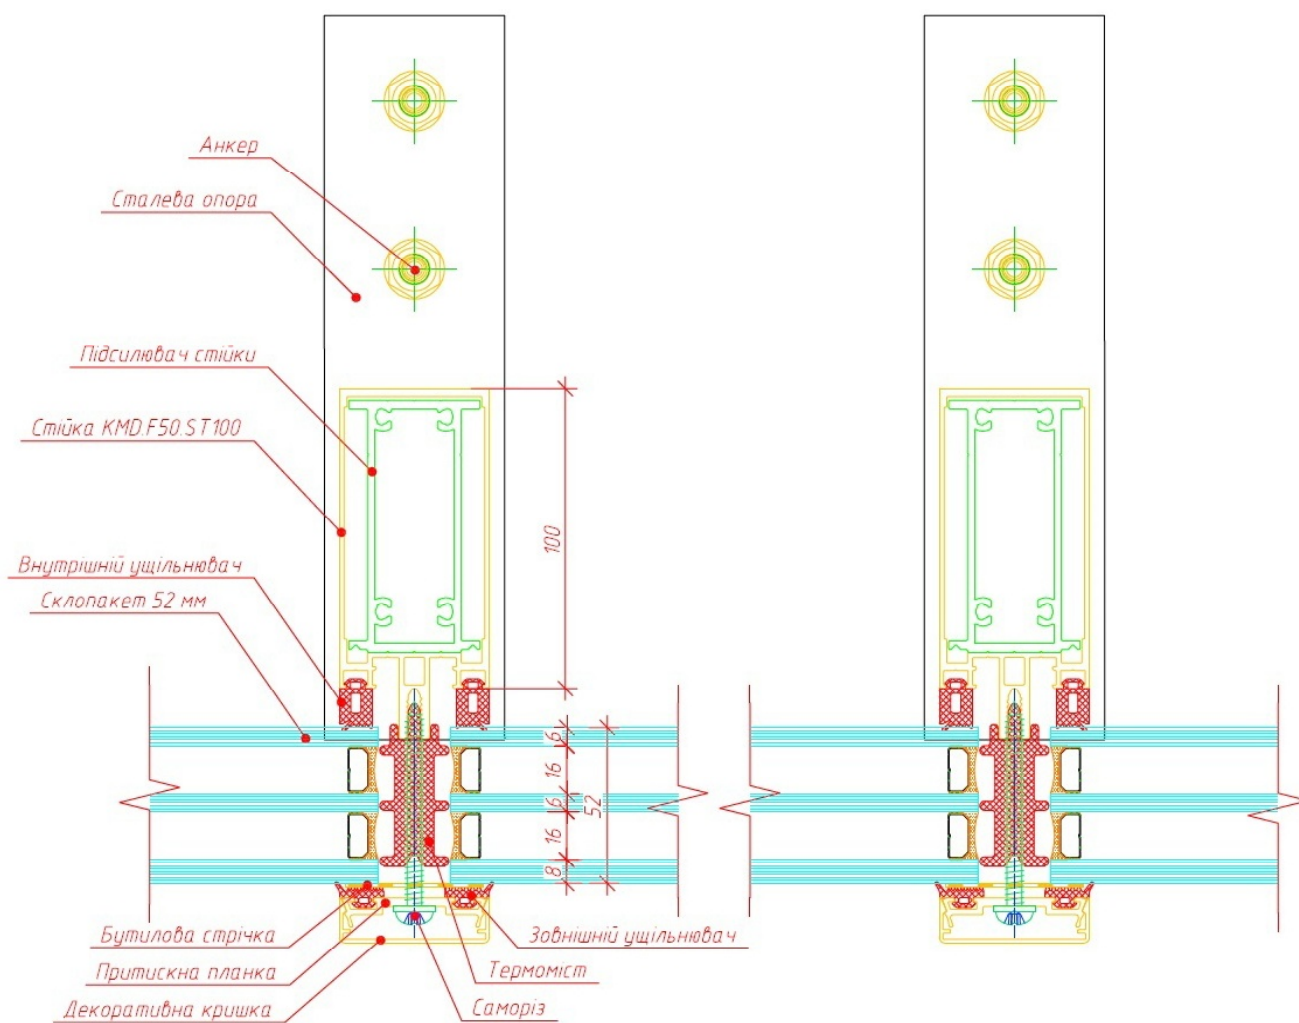 Анкер
Сталева опора
Підсилювач стійки
Стійка KMD.F50.ST100
100
Внутрішній ущільнювач
Склопакет 52 мм
6
16
6
52
16
8
Бутилова стрічка
Зовнішній ущільнювач
Притискна планка
Термоміст
Декоративна кришка
Саморіз